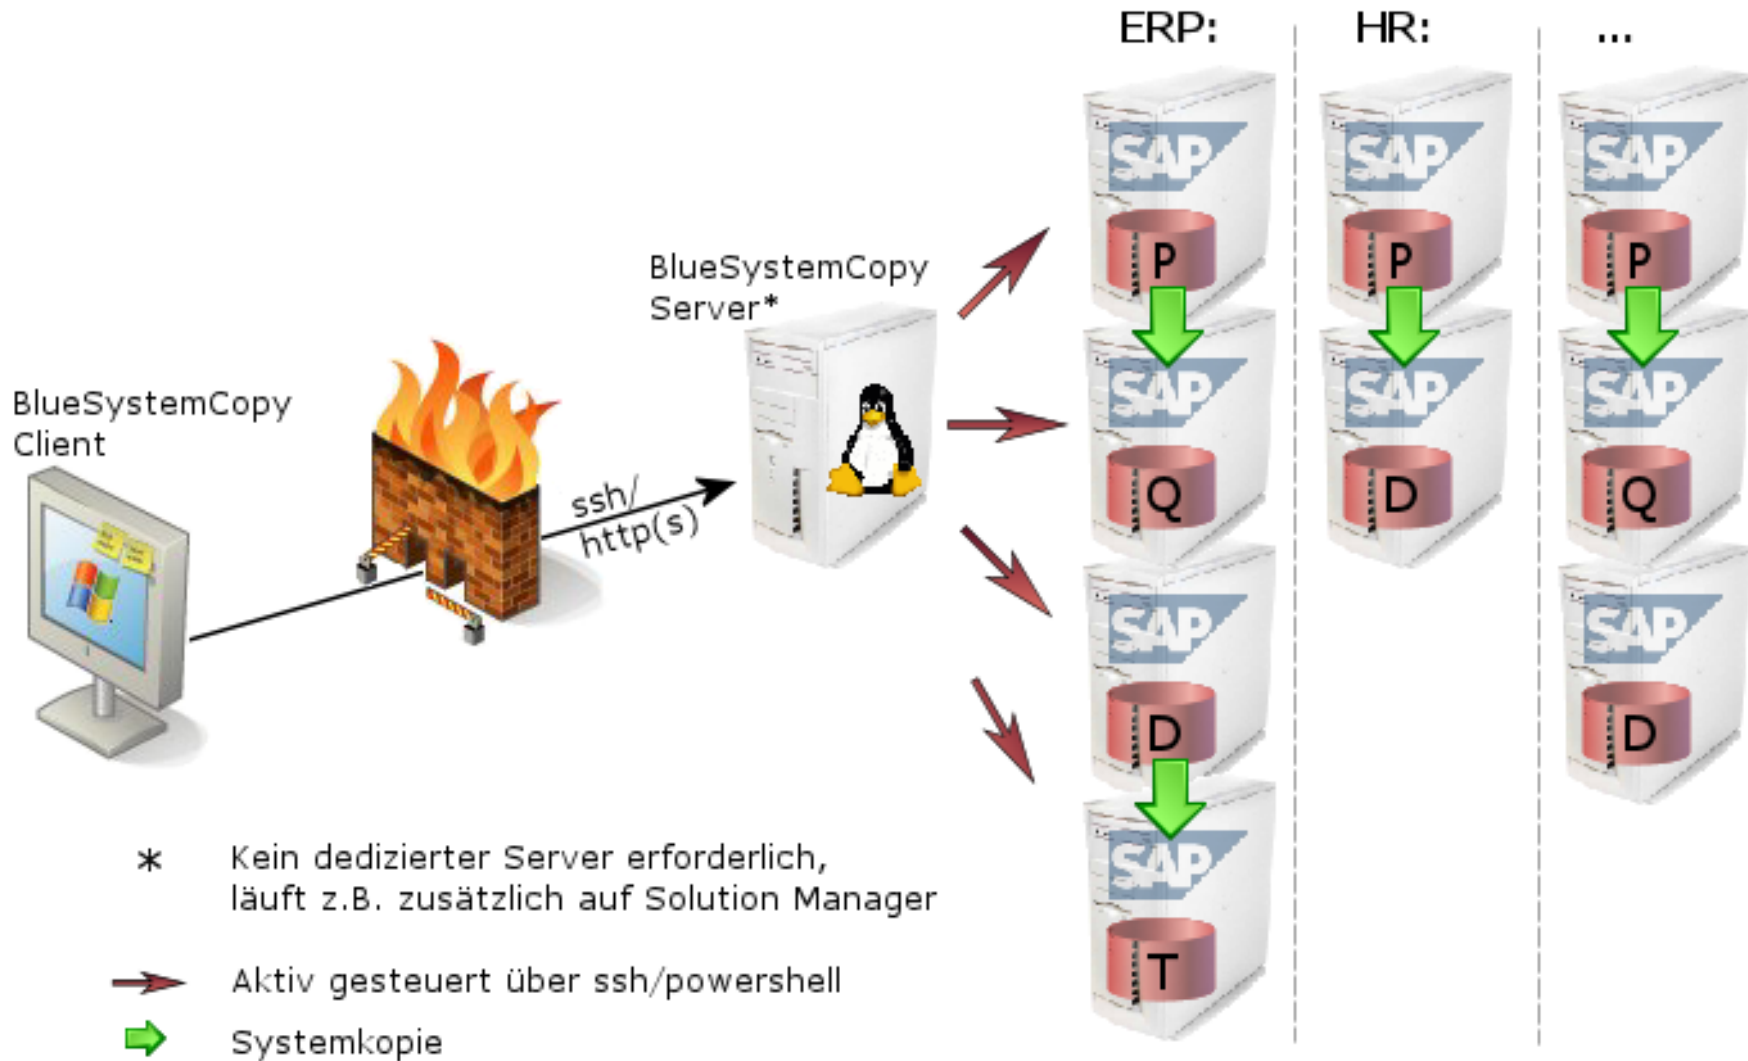 ERP:
HR:
...
SAP
SAP
SAP
P
P
P
BlueSystemCopy
Server*
SAP
SAP
SAP
BlueSystemCopy
Client
Q
D
Q
ssh/
http(s)
SAP
SAP
D
D
SAP
T
* Kein dedizierter Server erforderlich,
läuft z.B. zusätzlich auf Solution Manager
Aktiv gesteuert über ssh/powershell
Systemkopie